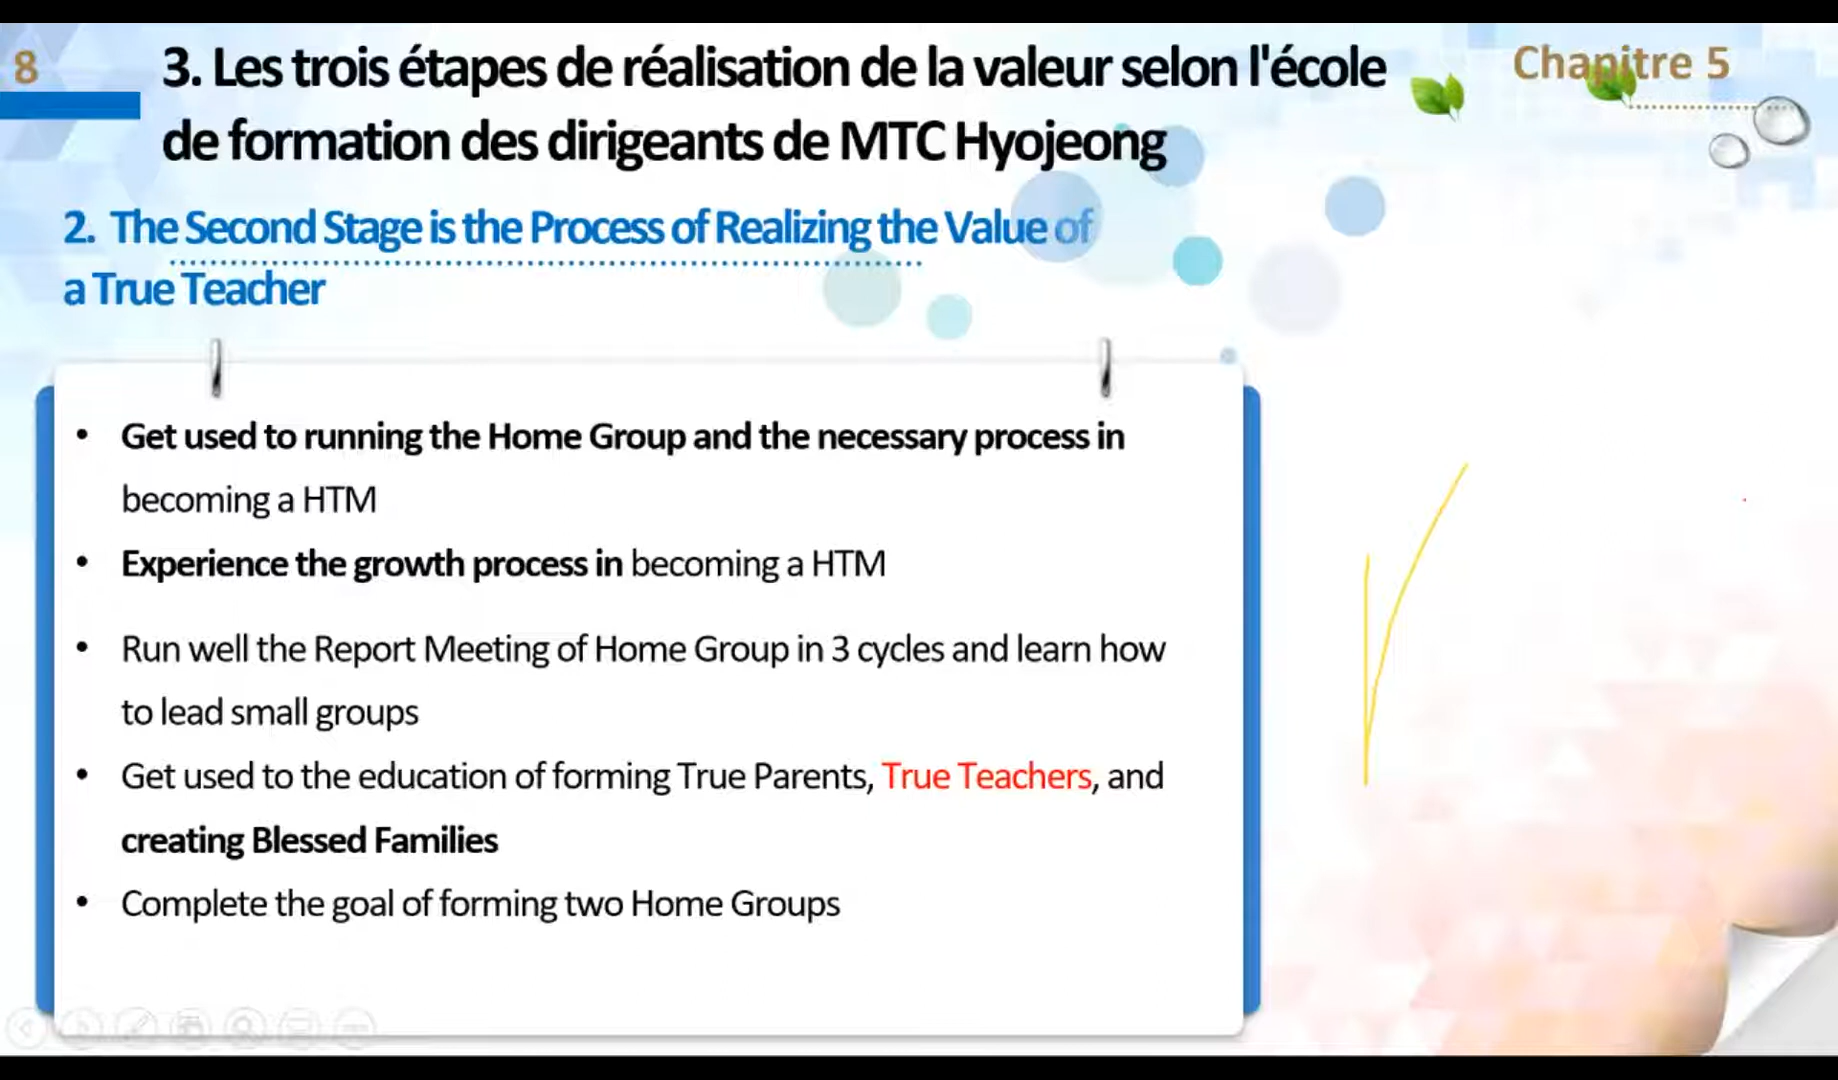 8
3. Les trois étapes de réalisation de la valeur selon l'école
de formation des dirigeants de MTC Hyojeong
Chapitre 5
2. The Second Stage is the Process of Realizing the Value of
a True Teacher
• Get used to running the Home Group and the necessary process in
becoming a HTM
• Experience the growth process in becoming a HTM
• Run well the Report Meeting of Home Group in 3 cycles and learn how
to lead small groups
• Get used to the education of forming True Parents, True Teachers, and
creating Blessed Families
• Complete the goal of forming two Home Groups